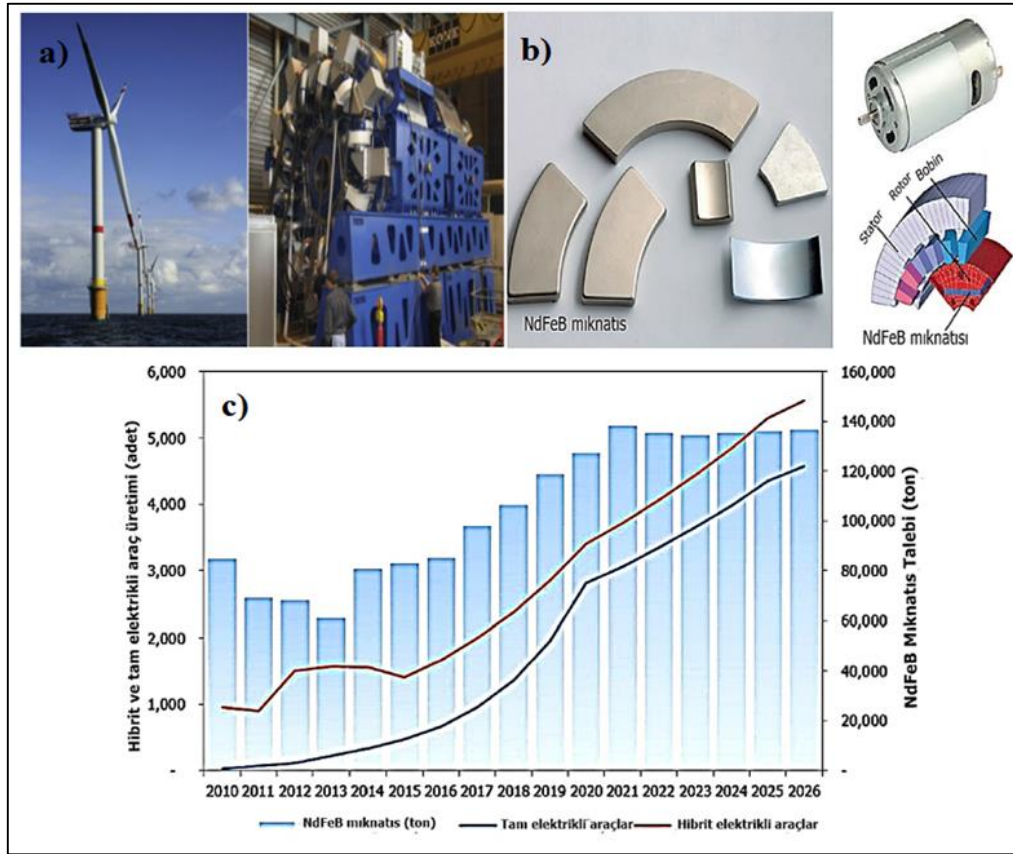 a)
b)
NdFeB mıknatıs
Stator
Rotor
Bobin
NdFeB mıknatısı
c)
Hibrit ve tam elektrikli araç üretimi (adet)
6,000
5,000
4,000
3,000
2,000
1,000
-
160,000
140,000
120,000
100,000
80,000
60,000
40,000
20,000
-
NdFeB Mıknatıs Talebi (ton)
2010 2011 2012 2013 2014 2015 2016 2017 2018 2019 2020 2021 2022 2023 2024 2025 2026
NdFeB mıknatıs (ton) Tam elektrikli araçlar Hibrit elektrikli araçlar